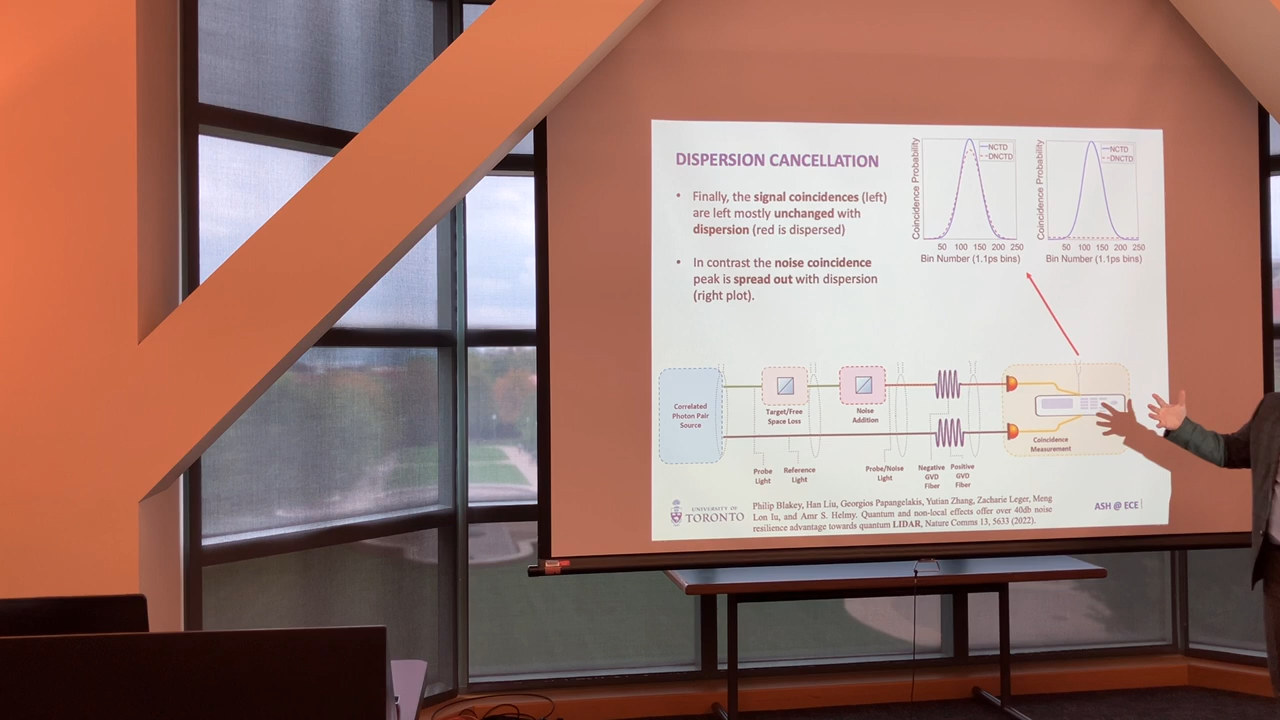 DISPERSION CANCELLATION
• Finally, the signal coincidences (left)
are left mostly unchanged with
dispersion (red is dispersed)
• In contrast the noise coincidence
peak is spread out with dispersion
(right plot).
Coincidence Probability
NCTD
DNCTD
50 100 150 200 250
Bin Number (1.1ps bins)
Coincidence Probability
NCTD
DNCTD
50 100 150 200 250
Bin Number (1.1ps bins)
Correlated
Photon Pair
Source
Target/Free
Space Loss
Noise
Addition
Coincidence
Measurement
Probe
Light
Reference
Light
Probe/Noise
Light
Negative
GVD
Fiber
Positive
GVD
Fiber
UNIVERSITY OF
TORONTO
Philip Blakey, Han Liu, Georgios Papangelakis, Yutian Zhang, Zacharie Leger, Meng
Lon Iu, and Amr S. Helmy. Quantum and non-local effects offer over 40db noise
resilience advantage towards quantum LIDAR, Nature Comms 13, 5633 (2022).
ASH @ ECE